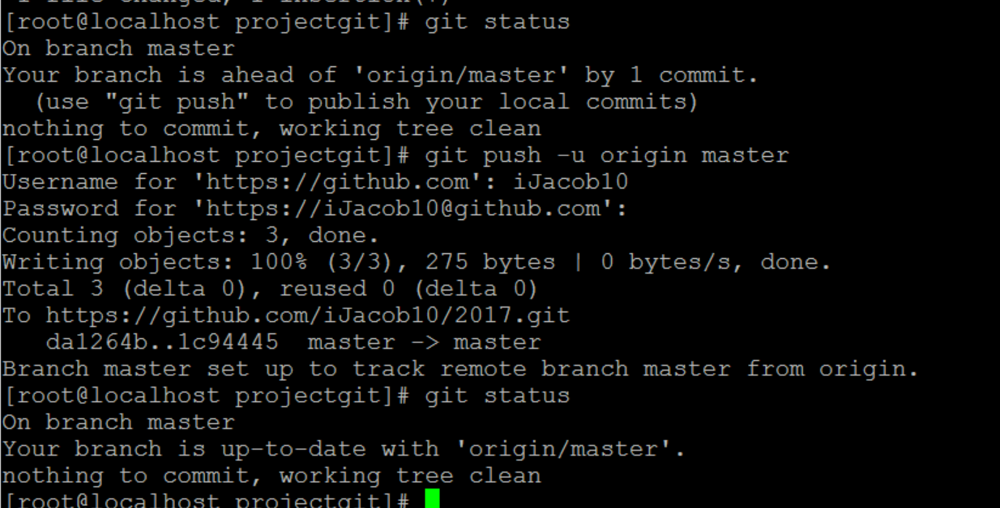 1 file changed, 1 insertion(+)
[root@localhost projectgit]# git status
On branch master
Your branch is ahead of 'origin/master' by 1 commit.
  (use "git push" to publish your local commits)
nothing to commit, working tree clean
[root@localhost projectgit]# git push -u origin master
Username for 'https://github.com': iJacob10
Password for 'https://iJacob10@github.com':
Counting objects: 3, done.
Writing objects: 100% (3/3), 275 bytes | 0 bytes/s, done.
Total 3 (delta 0), reused 0 (delta 0)
To https://github.com/iJacob10/2017.git
   da1264b..1c94445  master -> master
Branch master set up to track remote branch master from origin.
[root@localhost projectgit]# git status
On branch master
Your branch is up-to-date with 'origin/master'.
nothing to commit, working tree clean
[root@localhost projectgit]#